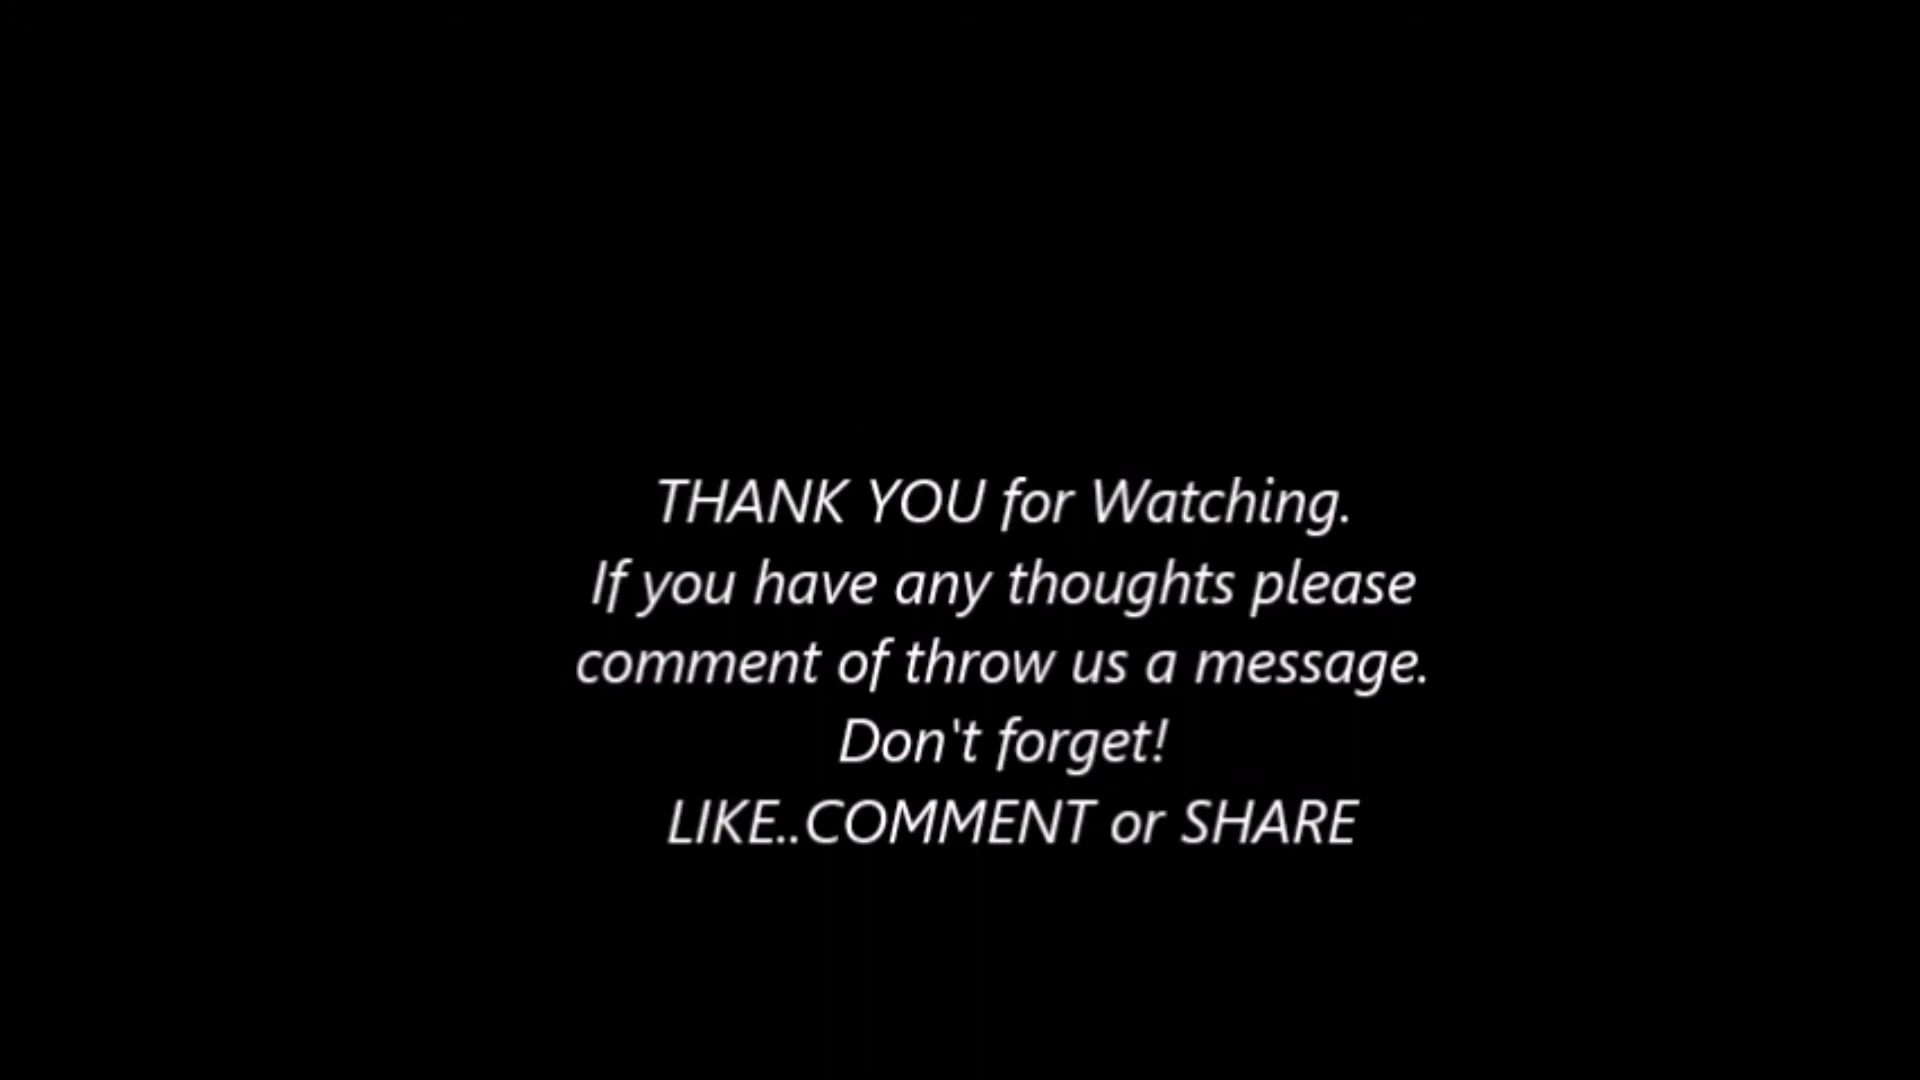 THANK YOU for Watching.
If you have any thoughts please
comment of throw us a message.
Don't forget!
LIKE..COMMENT or SHARE